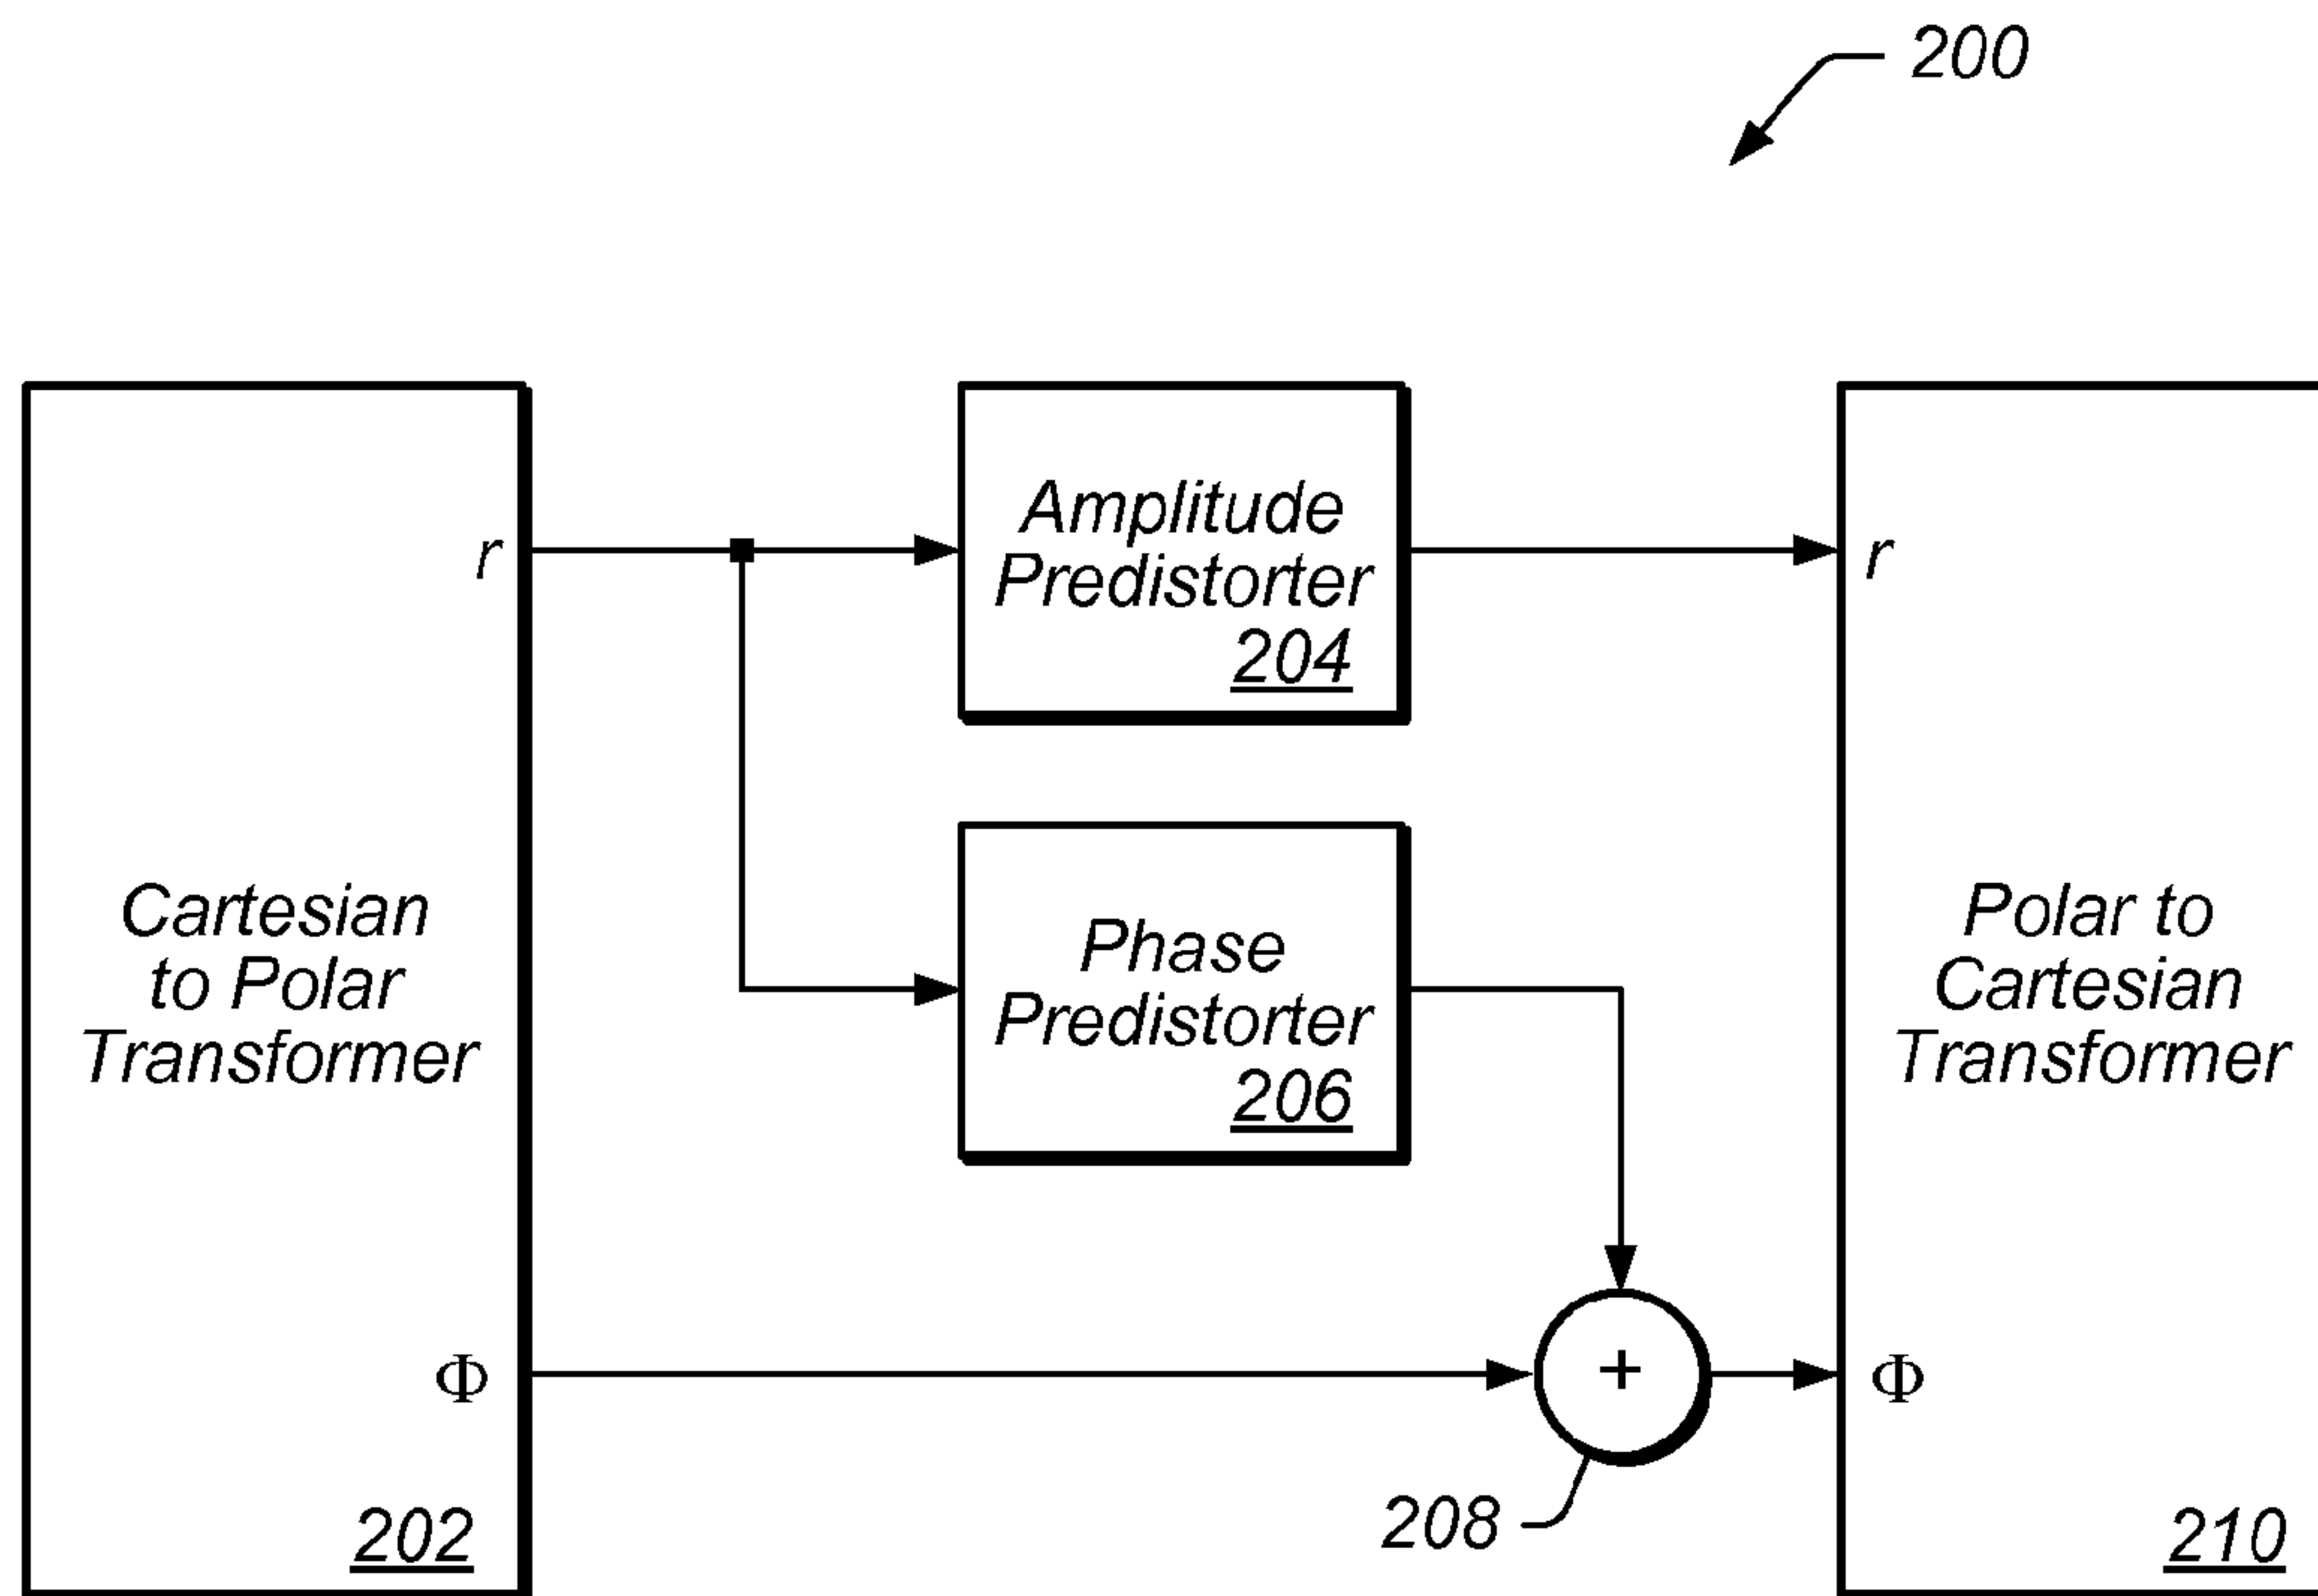 200
r
Φ
Cartesian
to Polar
Transformer
202
Amplitude
Predistorter
204
Phase
Predistorter
206
+
208
r
Φ
Polar to
Cartesian
Transformer
210